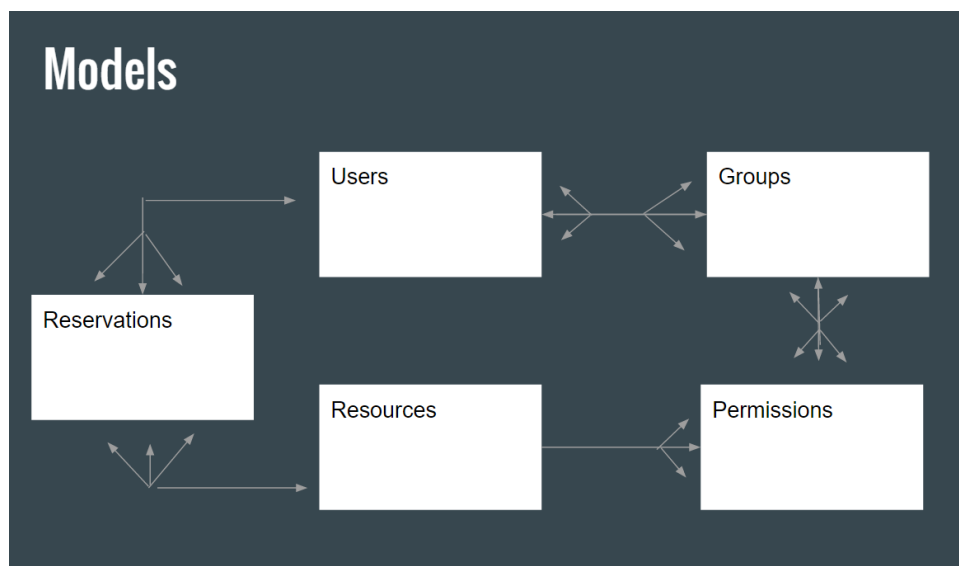 Models
Users
Groups
Reservations
Resources
Permissions